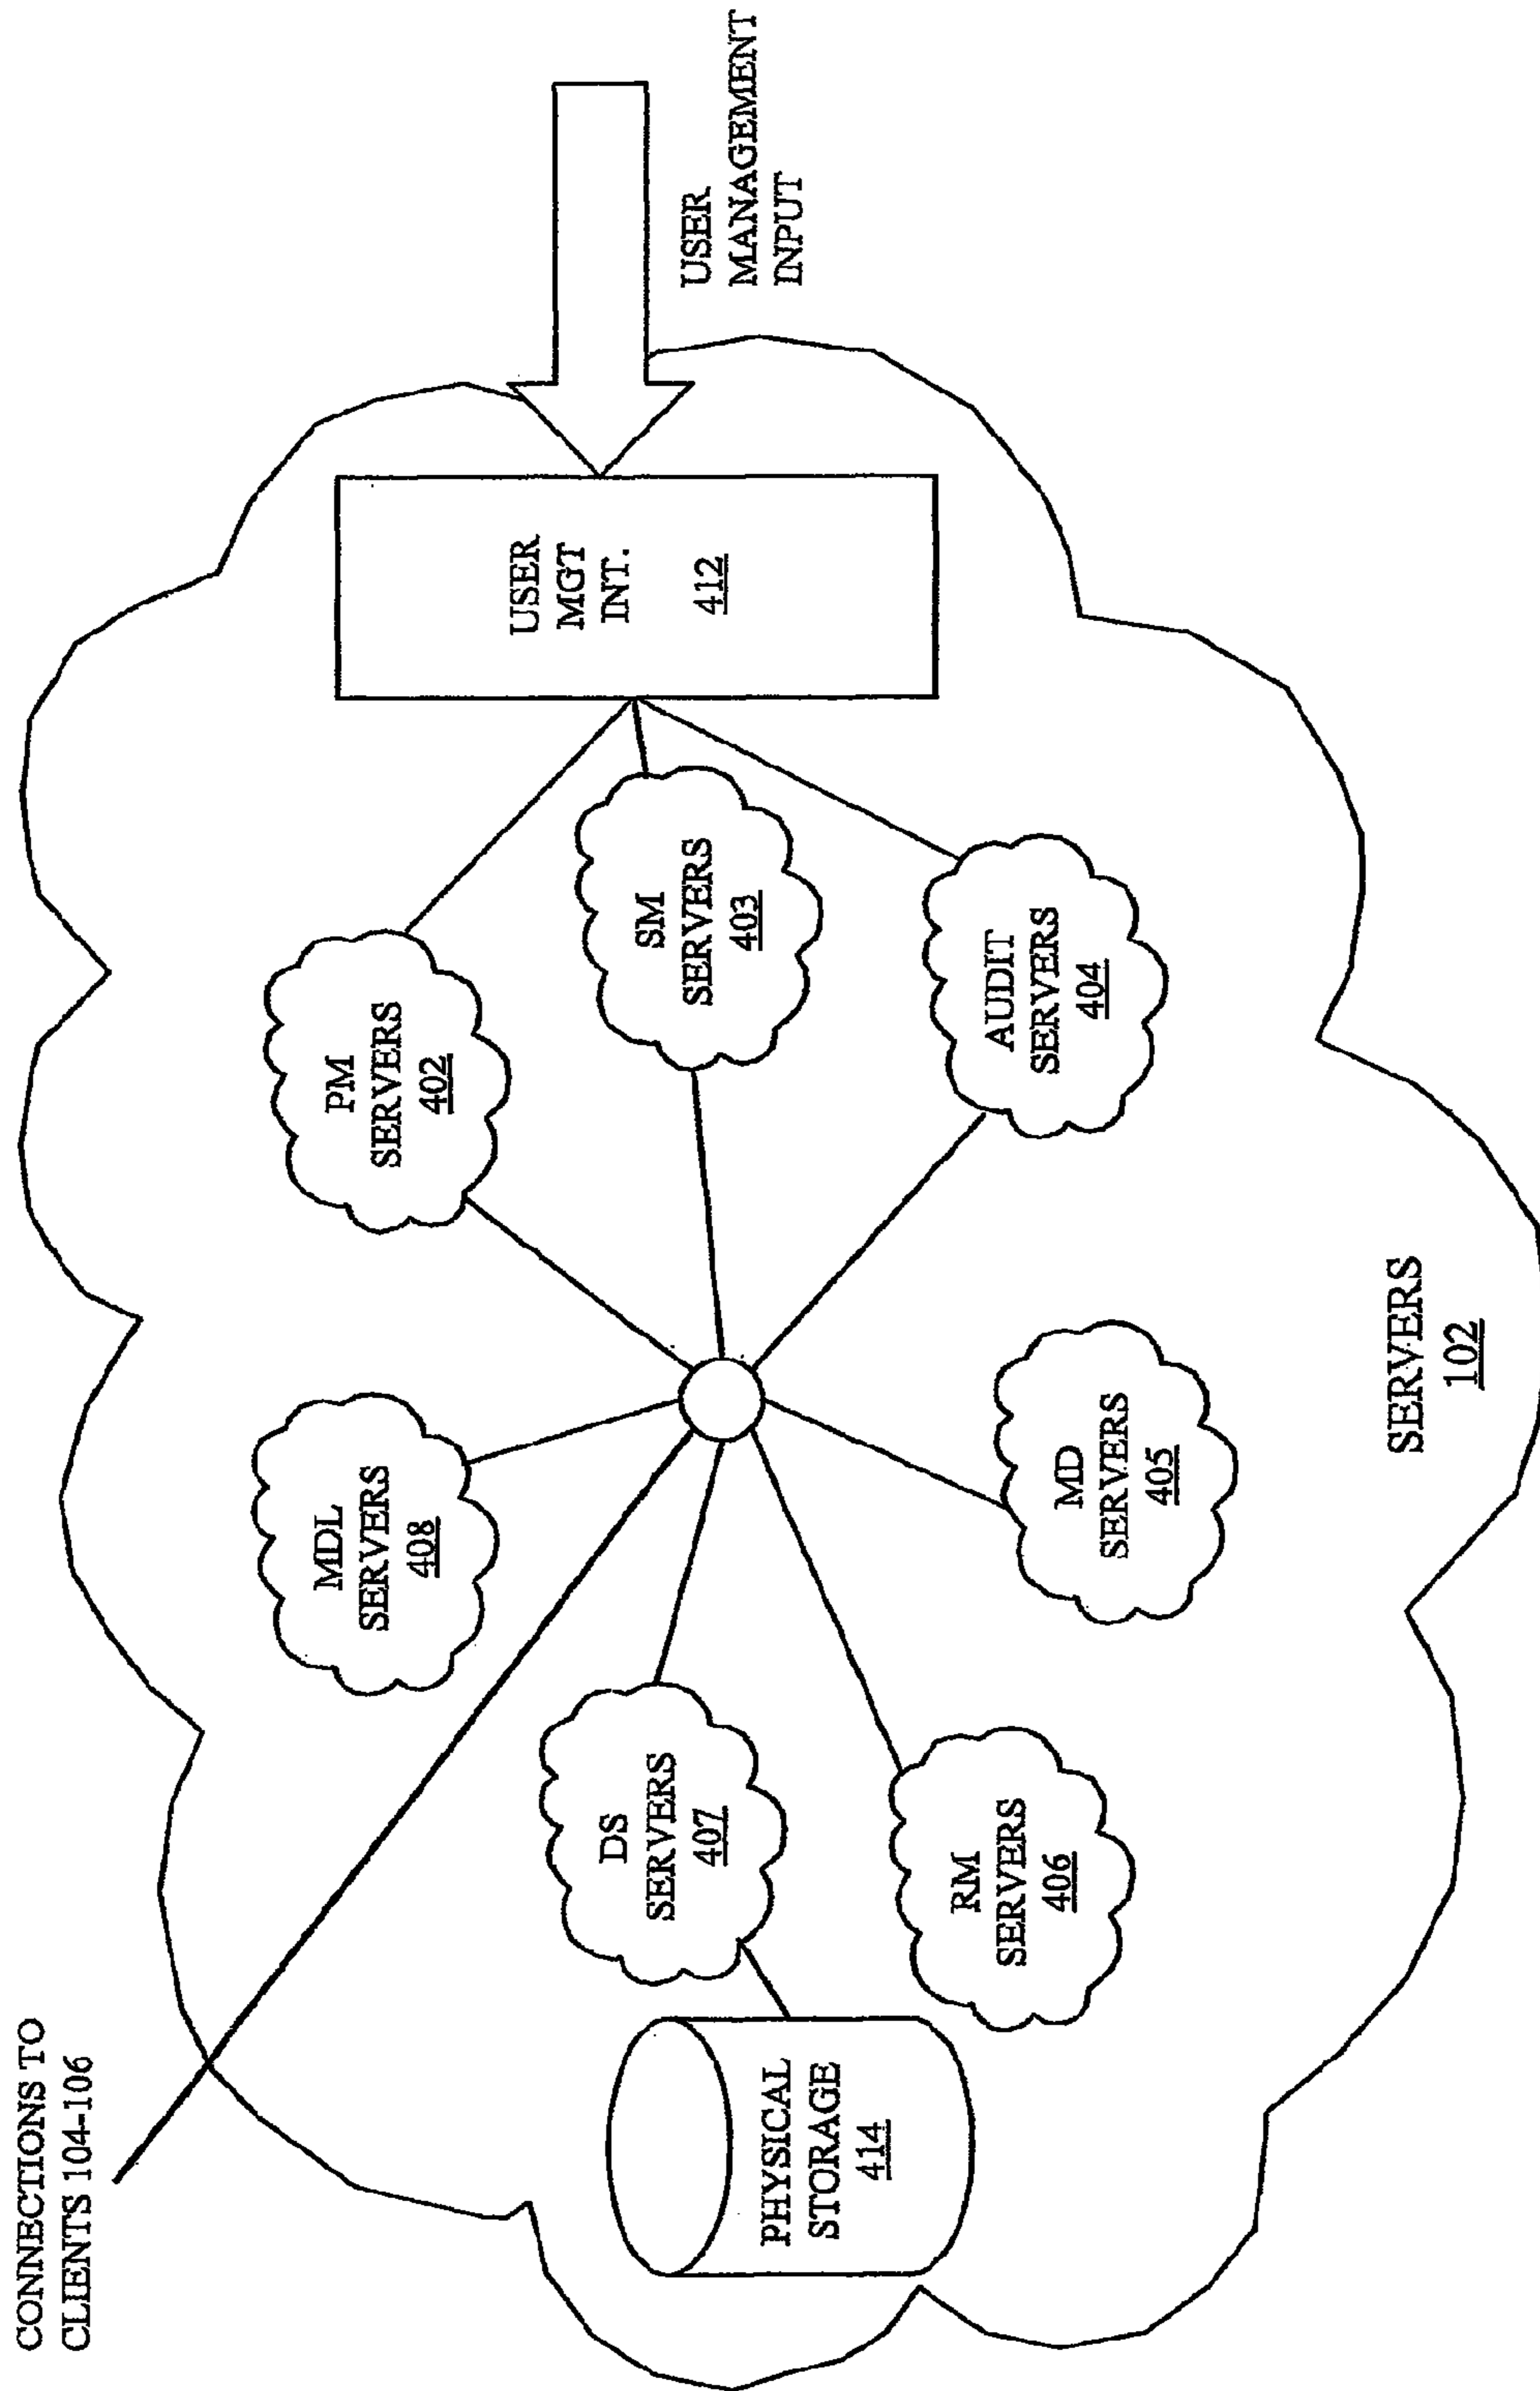 CONNECTIONS TO
CLIENTS 104-106
MDL
SERVERS
408
PM
SERVERS
402
USER
MGT
INT.
412
USER
MANAGEMENT
INPUT
DS
SERVERS
407
SM
SERVERS
403
PHYSICAL
STORAGE
414
RM
SERVERS
406
MD
SERVERS
405
AUDIT
SERVERS
404
SERVERS
102